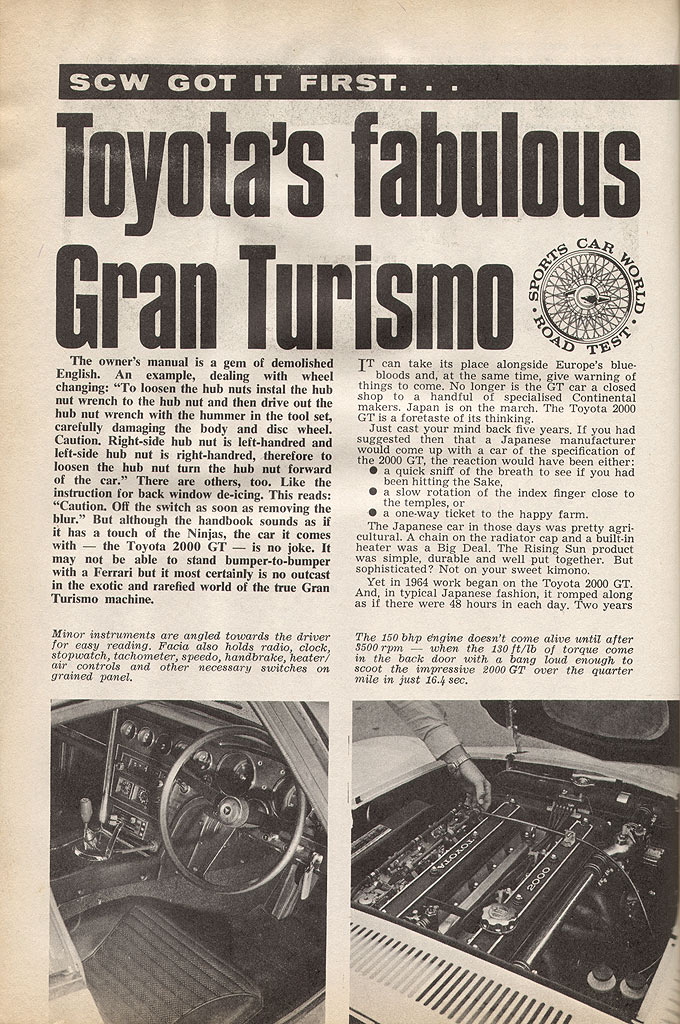 SCW GOT IT FIRST. . .
Toyota's fabulous
Gran Turismo
SPORTS CAR WORLD
• ROAD TEST •
The owner's manual is a gem of demolished
English. An example, dealing with wheel
changing: “To loosen the hub nuts instal the hub
nut wrench to the hub nut and then drive out the
hub nut wrench with the hummer in the tool set,
carefully damaging the body and disc wheel.
Caution. Right-side hub nut is left-handed and
left-side hub nut is right-handed, therefore to
loosen the hub nut turn the hub nut forward
of the car.” There are others, too. Like the
instruction for back window de-icing. This reads:
“Caution. Off the switch as soon as removing the
blur.” But although the handbook sounds as if
it has a touch of the Ninjas, the car it comes
with — the Toyota 2000 GT — is no joke. It
may not be able to stand bumper-to-bumper
with a Ferrari but it most certainly is no outcast
in the exotic and rarefied world of the true Gran
Turismo machine.
IT can take its place alongside Europe's blue-
bloods and, at the same time, give warning of
things to come. No longer is the GT car a closed
shop to a handful of specialised Continental
makers. Japan is on the march. The Toyota 2000
GT is a foretaste of its thinking.
Just cast your mind back five years. If you had
suggested then that a Japanese manufacturer
would come up with a car of the specification of
the 2000 GT, the reaction would have been either:
● a quick sniff of the breath to see if you had
been hitting the Sake,
● a slow rotation of the index finger close to
the temples, or
● a one-way ticket to the happy farm.
The Japanese car in those days was pretty agri-
cultural. A chain on the radiator cap and a built-in
heater was a Big Deal. The Rising Sun product
was simple, durable and well put together. But
sophisticated? Not on your sweet kimono.
Yet in 1964 work began on the Toyota 2000 GT.
And, in typical Japanese fashion, it romped along
as if there were 48 hours in each day. Two years
Minor instruments are angled towards the driver
for easy reading. Facia also holds radio, clock,
stopwatch, tachometer, speedo, handbrake, heater/
air controls and other necessary switches on
grained panel.
The 150 bhp engine doesn't come alive until after
3500 rpm — when the 130 ft/lb of torque come
in the back door with a bang loud enough to
scoot the impressive 2000 GT over the quarter
mile in just 16.4 sec.
TOYOTA
2000